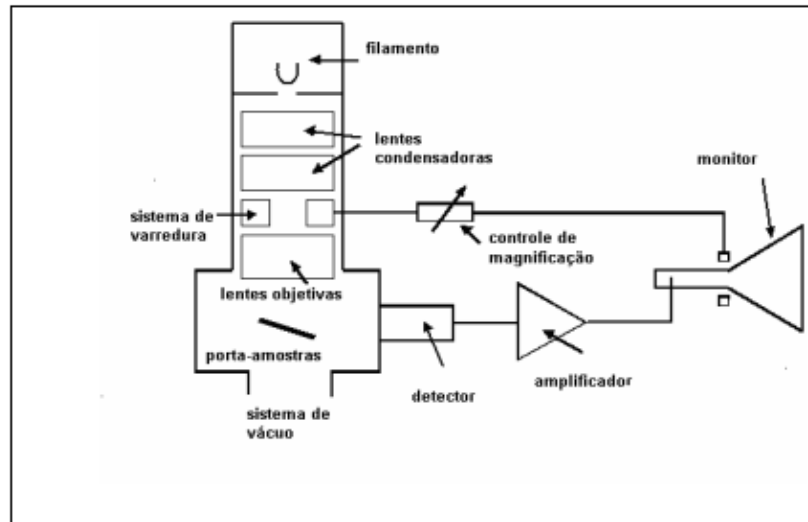 filamento
lentes
condensadoras
monitor
sistema de
varredura
controle de
magnificação
lentes objetivas
porta-amostras
amplificador
detector
sistema de
vácuo